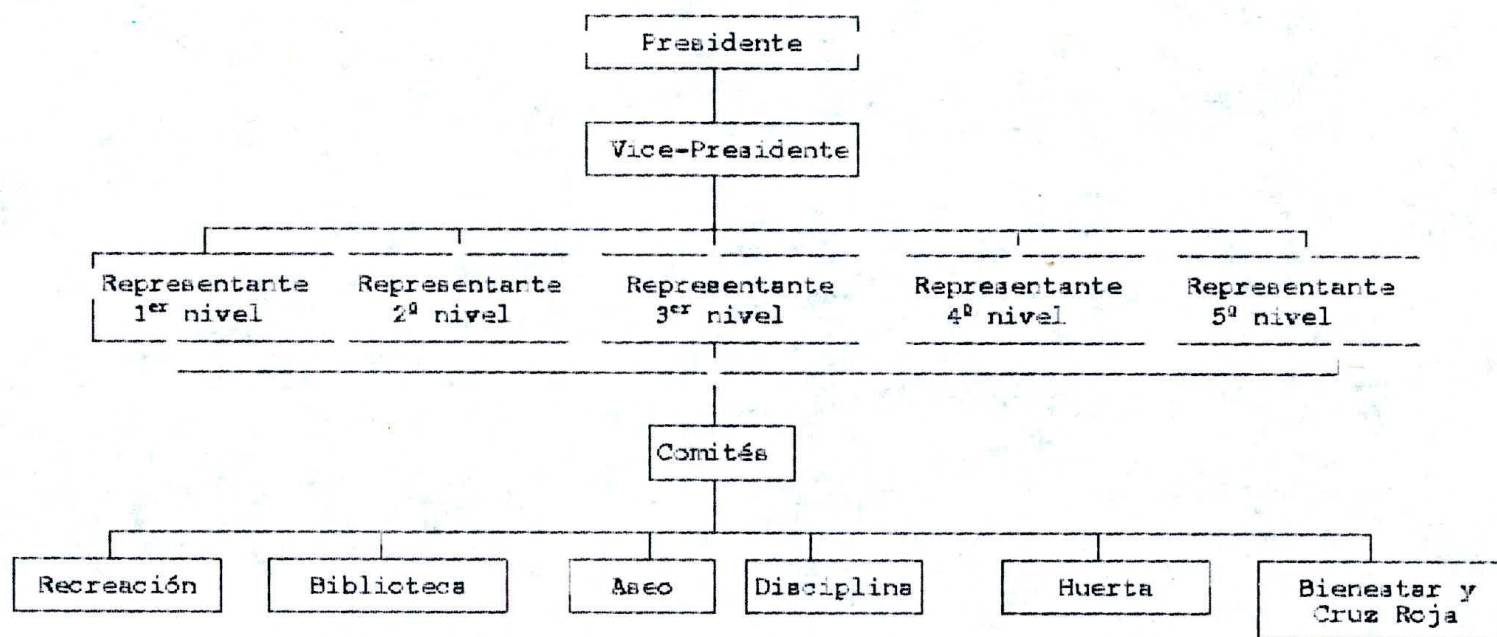 Presidente
Vice-Presidente
Representante 1er nivel
Representante 2º nivel
Representante 3er nivel
Representante 4º nivel
Representante 5º nivel
Comités
Recreación
Biblioteca
Aseo
Disciplina
Huerta
Bienestar y
Cruz Roja